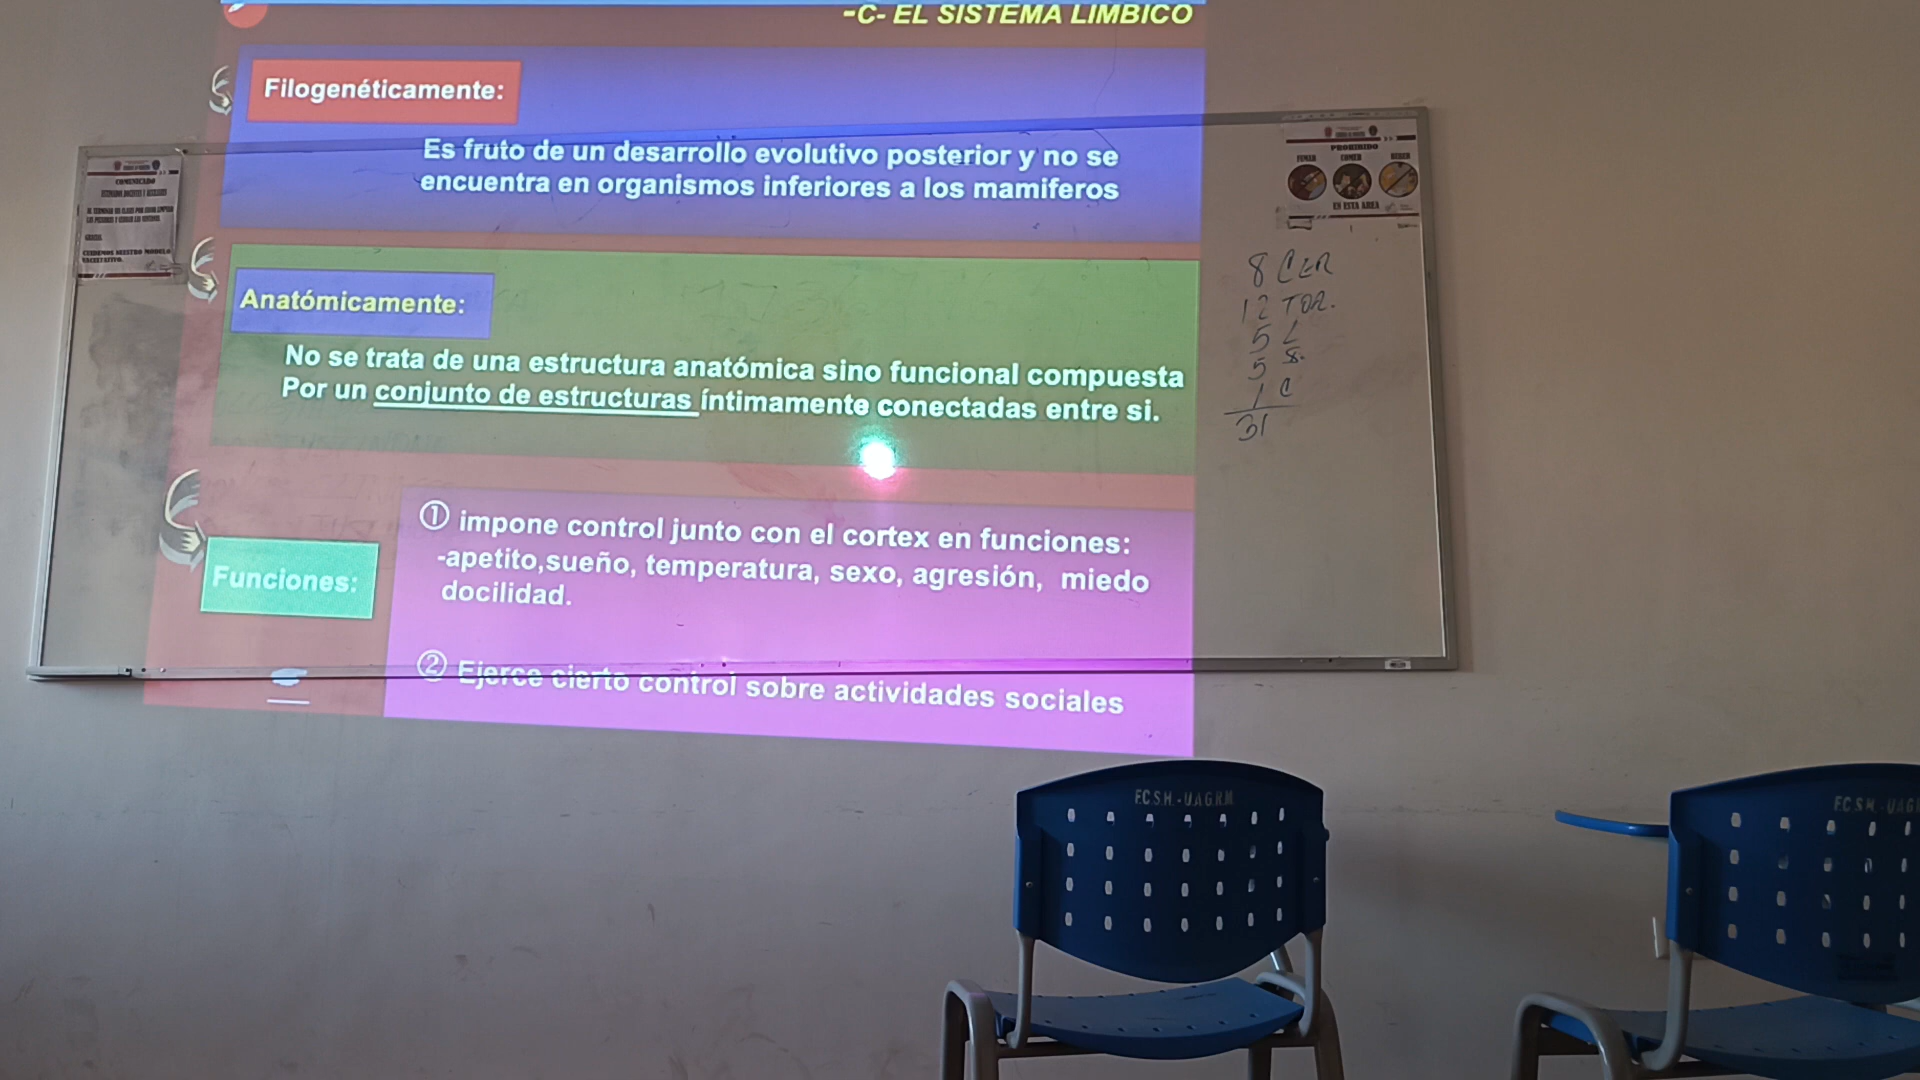 -C- EL SISTEMA LIMBICO
Filogenéticamente:
Es fruto de un desarrollo evolutivo posterior y no se
encuentra en organismos inferiores a los mamiferos
Anatómicamente:
No se trata de una estructura anatómica sino funcional compuesta
Por un conjunto de estructuras íntimamente conectadas entre si.
Funciones:
① impone control junto con el cortex en funciones:
-apetito,sueño, temperatura, sexo, agresión, miedo
docilidad.
② Ejerce cierto control sobre actividades sociales
COMUNICADO
PROHIBIDO
FUMAR COMER BEBER
EN ESTA AREA
8 CER
12 TOR.
5 L
5 S.
1 C
31
F.C.S.H.-U.A.G.R.M.
F.C.S.H.-U.A.G